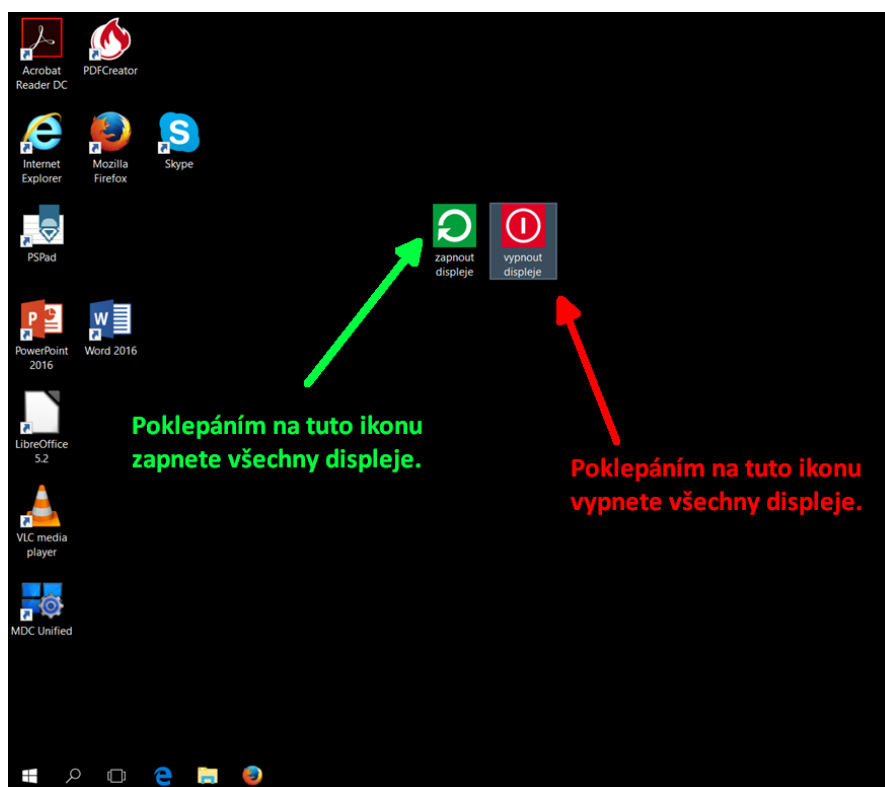 Acrobat
Reader DC
PDFCreator
Internet
Explorer
Mozilla
Firefox
Skype
PSPad
zapnout
displeje
vypnout
displeje
PowerPoint
2016
Word 2016
Poklepáním na tuto ikonu
zapnete všechny displeje.
LibreOffice
5.2
Poklepáním na tuto ikonu
vypnete všechny displeje.
VLC media
player
MDC Unified